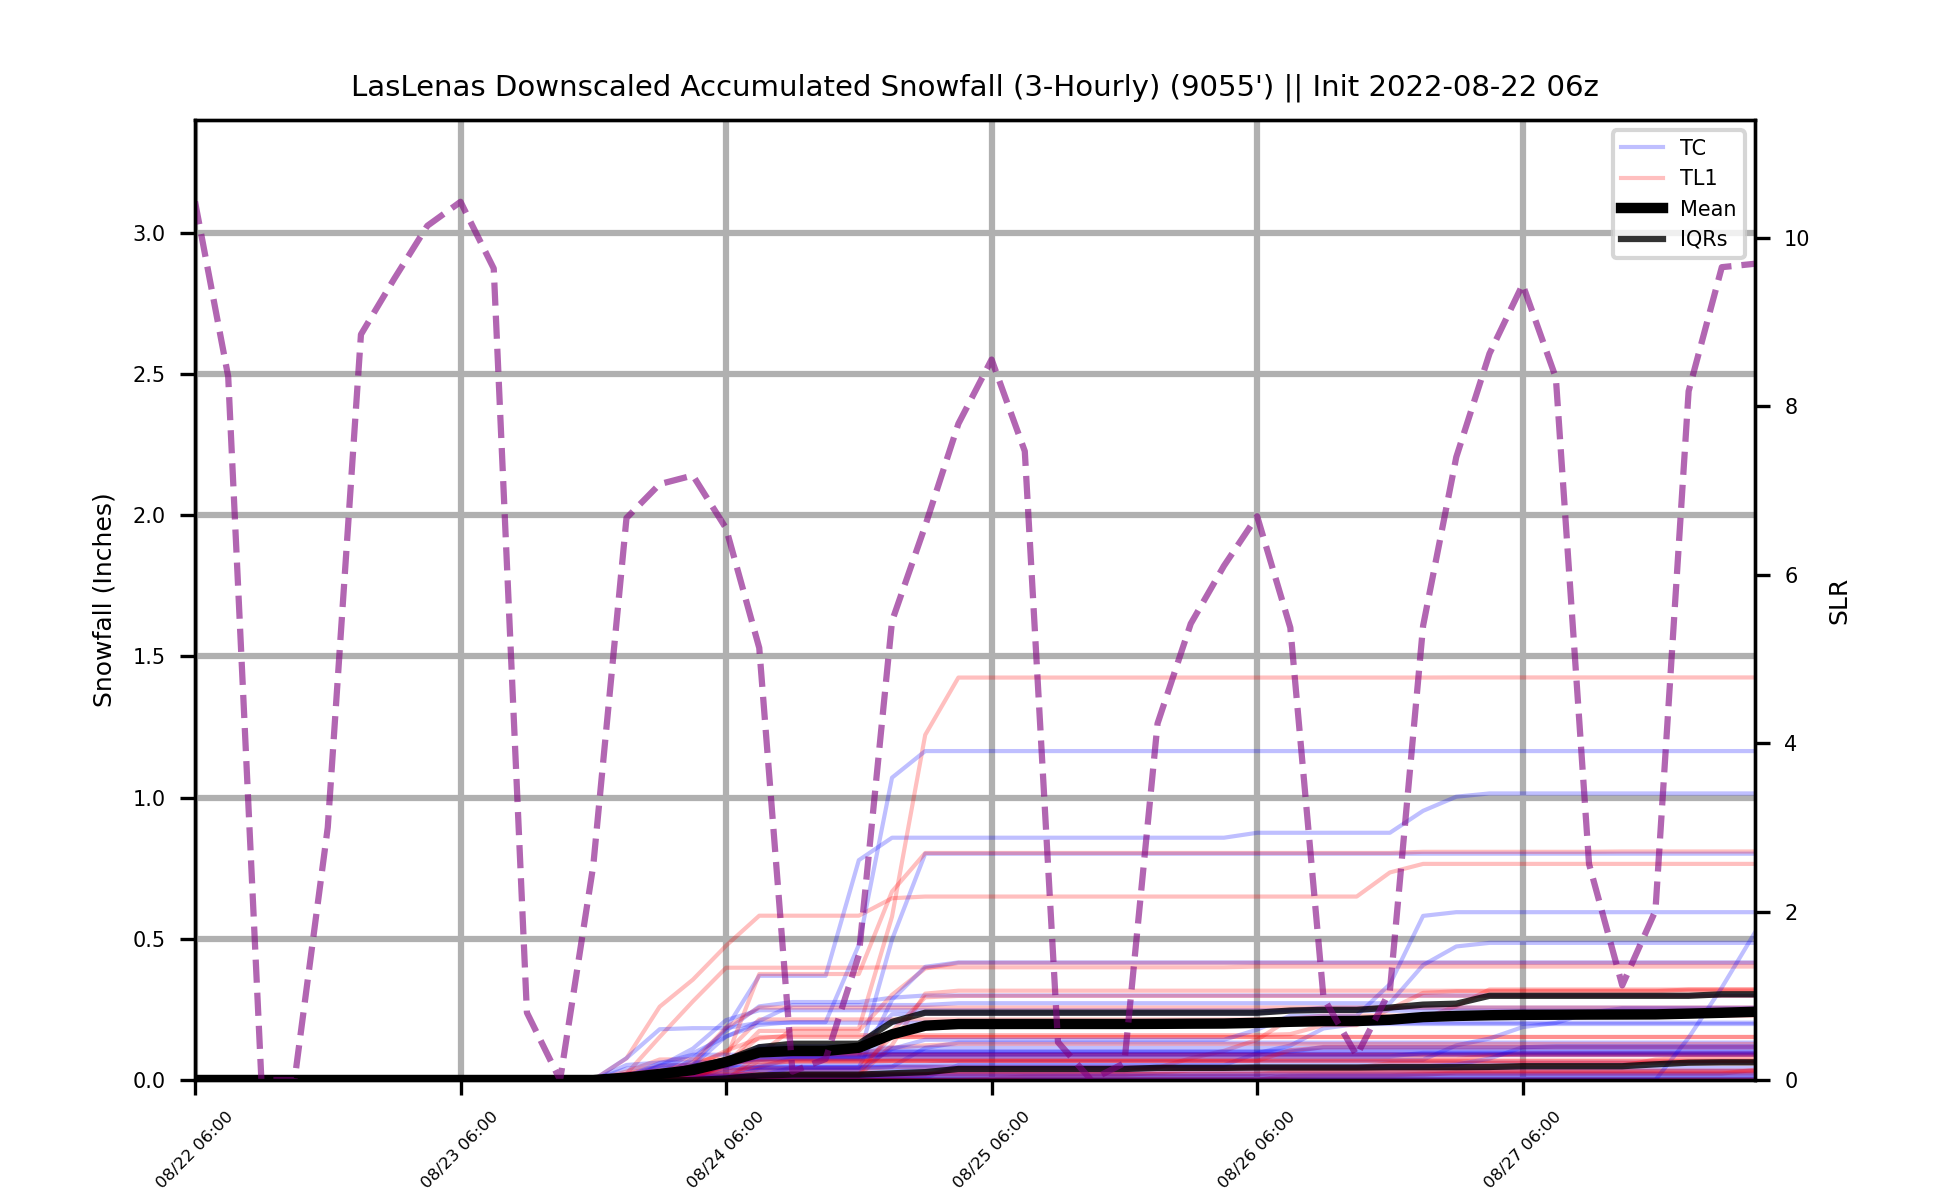 LasLenas Downscaled Accumulated Snowfall (3-Hourly) (9055') || Init 2022-08-22 06z
TC
TL1
Mean
IQRs
3.0
2.5
2.0
1.5
1.0
0.5
0.0
Snowfall (Inches)
10
8
6
4
2
0
SLR
08/22 06:00
08/23 06:00
08/24 06:00
08/25 06:00
08/26 06:00
08/27 06:00